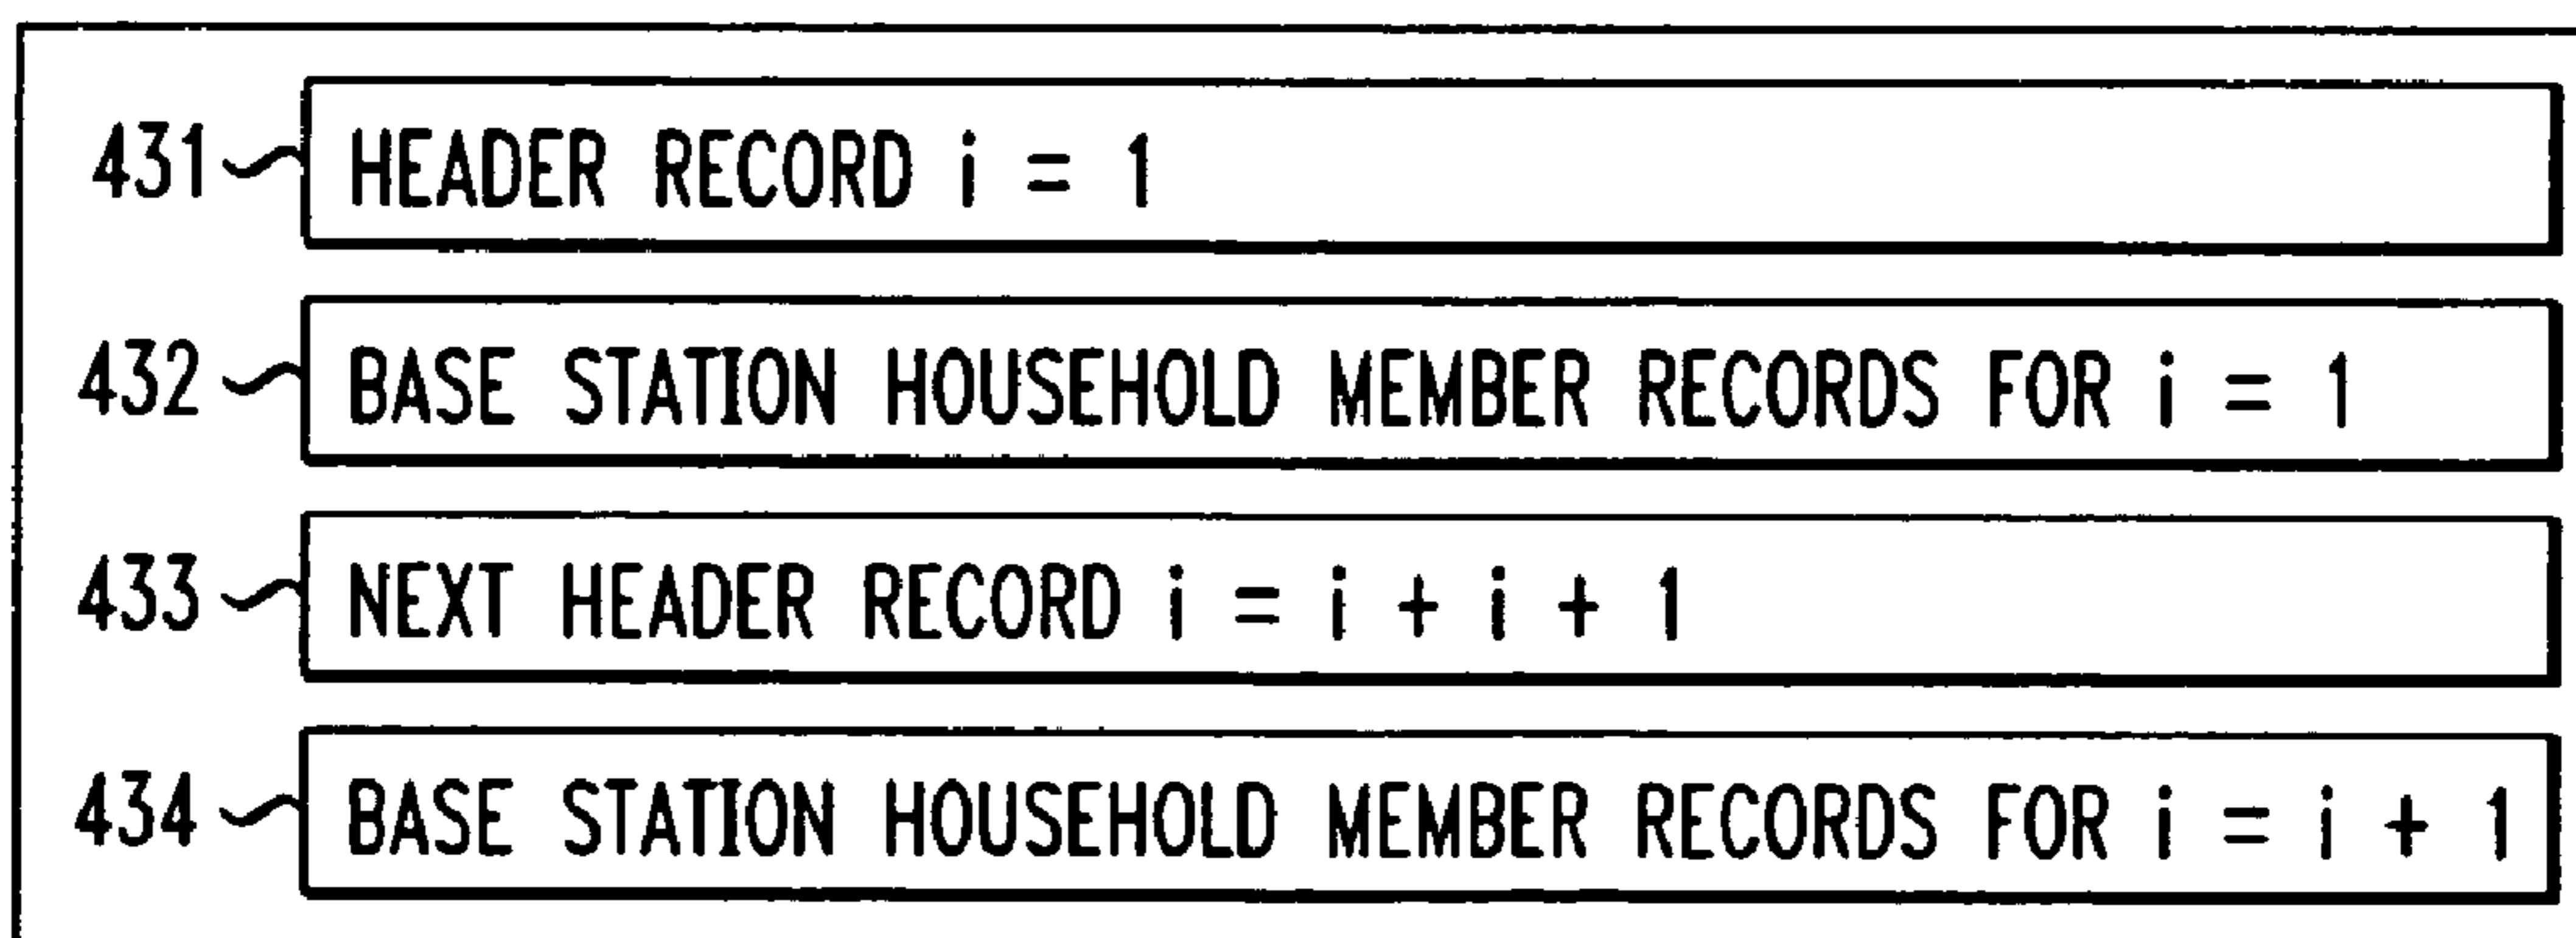 431 HEADER RECORD i = 1
432 BASE STATION HOUSEHOLD MEMBER RECORDS FOR i = 1
433 NEXT HEADER RECORD i = i + i + 1
434 BASE STATION HOUSEHOLD MEMBER RECORDS FOR i = i + 1